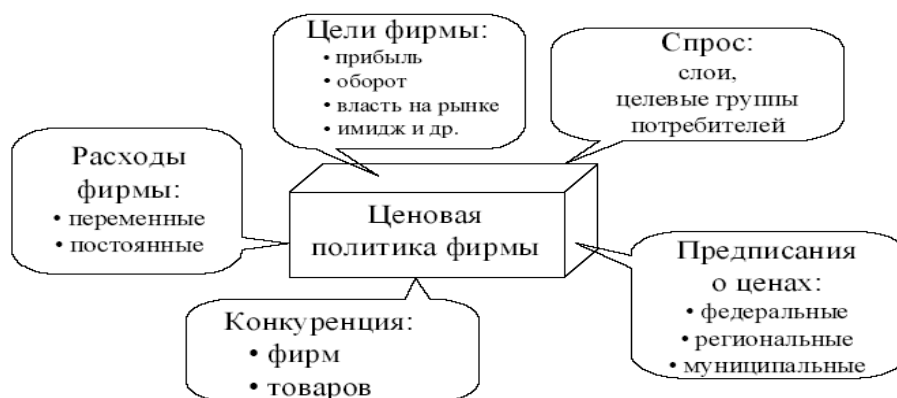 Цели фирмы:
• прибыль
• оборот
• власть на рынке
• имидж и др.
Спрос:
слои,
целевые группы
потребителей
Расходы
фирмы:
• переменные
• постоянные
Ценовая
политика фирмы
Предписания
о ценах:
• федеральные
• региональные
• муниципальные
Конкуренция:
• фирм
• товаров